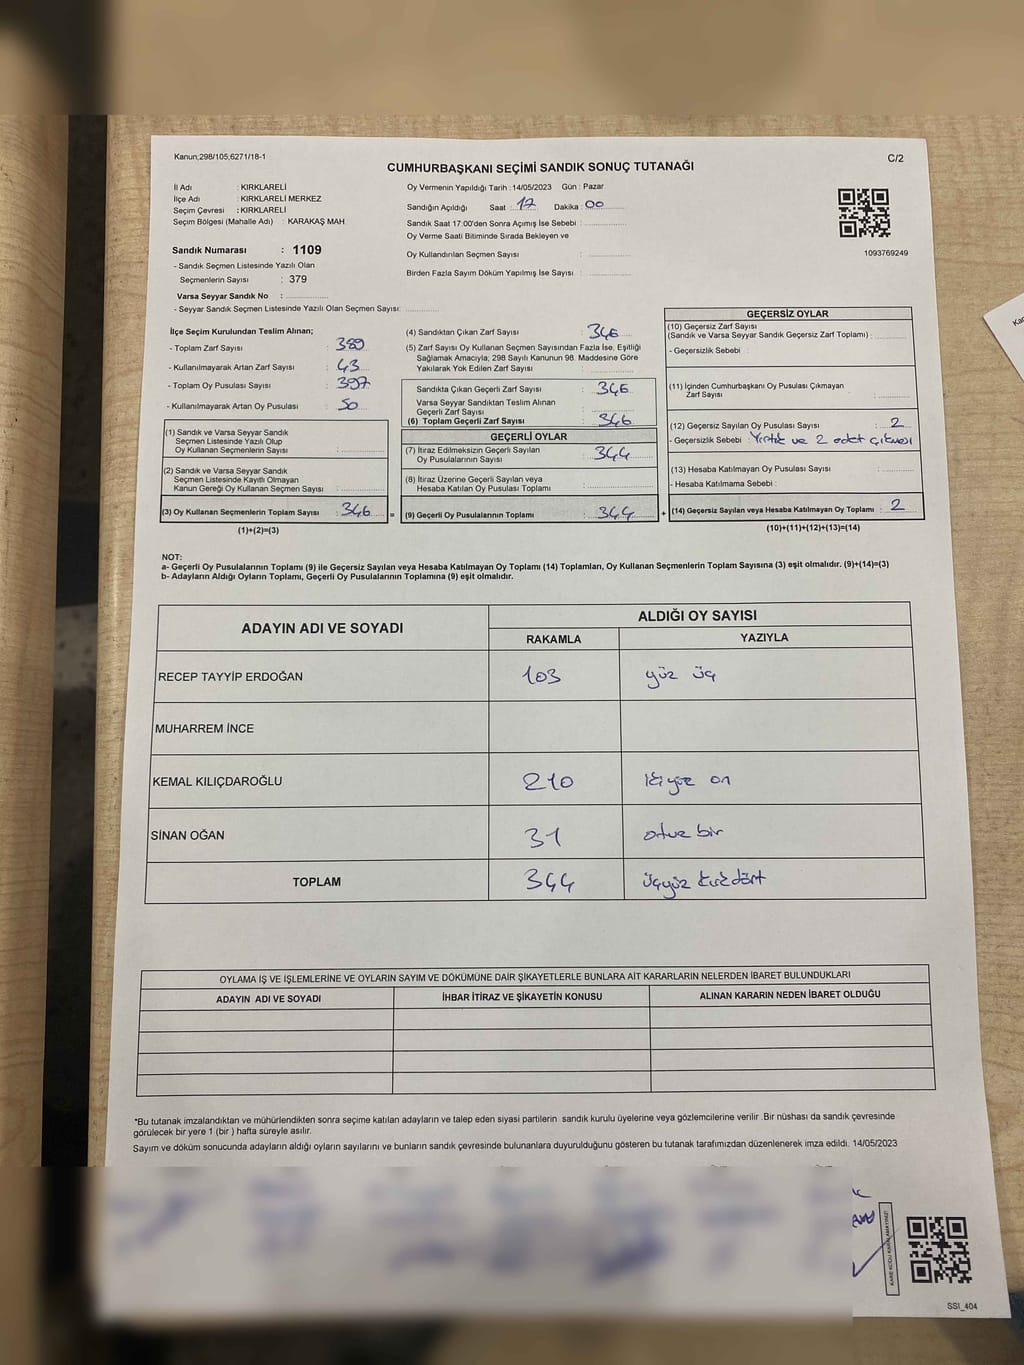 Kanun;298/105;6271/18-1
C/2
CUMHURBAŞKANI SEÇİMİ SANDIK SONUÇ TUTANAĞI
İl Adı : KIRKLARELİ
İlçe Adı : KIRKLARELİ MERKEZ
Seçim Çevresi : KIRKLARELİ
Seçim Bölgesi (Mahalle Adı) : KARAKAŞ MAH.
Sandık Numarası : 1109
- Sandık Seçmen Listesinde Yazılı Olan
Seçmenlerin Sayısı : 379
Varsa Seyyar Sandık No :
- Seyyar Sandık Seçmen Listesinde Yazılı Olan Seçmen Sayısı:
Oy Vermenin Yapıldığı Tarih :14/05/2023 Gün : Pazar
Sandığın Açıldığı Saat : 17 Dakika : 00
Sandık Saat 17:00'den Sonra Açımış İse Sebebi :
Oy Verme Saati Bitiminde Sırada Bekleyen ve
Oy Kullandırılan Seçmen Sayısı :
Birden Fazla Sayım Döküm Yapılmış İse Sayısı :
1093769249
İlçe Seçim Kurulundan Teslim Alınan;
- Toplam Zarf Sayısı : 389
- Kullanılmayarak Artan Zarf Sayısı : 43
- Toplam Oy Pusulası Sayısı : 397
- Kullanılmayarak Artan Oy Pusulası : 50
(1) Sandık ve Varsa Seyyar Sandık
Seçmen Listesinde Yazılı Olup
Oy Kullanan Seçmenlerin Sayısı :
(2) Sandık ve Varsa Seyyar Sandık
Seçmen Listesinde Kayıtlı Olmayan
Kanun Gereği Oy Kullanan Seçmen Sayısı :
(3) Oy Kullanan Seçmenlerin Toplam Sayısı : 346
(1)+(2)=(3)
(4) Sandıktan Çıkan Zarf Sayısı : 346
(5) Zarf Sayısı Oy Kullanan Seçmen Sayısından Fazla İse, Eşitliği
Sağlamak Amacıyla; 298 Sayılı Kanunun 98. Maddesine Göre
Yakılarak Yok Edilen Zarf Sayısı :
Sandıkta Çıkan Geçerli Zarf Sayısı : 346
Varsa Seyyar Sandıktan Teslim Alınan
Geçerli Zarf Sayısı :
(6) Toplam Geçerli Zarf Sayısı : 346
GEÇERLİ OYLAR
(7) İtiraz Edilmeksizin Geçerli Sayılan
Oy Pusulalarının Sayısı : 344
(8) İtiraz Üzerine Geçerli Sayılan veya
Hesaba Katılan Oy Pusulası Toplamı :
= (9) Geçerli Oy Pusulalarının Toplamı : 344
GEÇERSİZ OYLAR
(10) Geçersiz Zarf Sayısı
(Sandık ve Varsa Seyyar Sandık Geçersiz Zarf Toplamı) :
- Geçersizlik Sebebi :
(11) İçinden Cumhurbaşkanı Oy Pusulası Çıkmayan
Zarf Sayısı :
(12) Geçersiz Sayılan Oy Pusulası Sayısı : 2
- Geçersizlik Sebebi : Yırtık ve 2 adet çıkması
(13) Hesaba Katılmayan Oy Pusulası Sayısı :
- Hesaba Katılmama Sebebi :
+ (14) Geçersiz Sayılan veya Hesaba Katılmayan Oy Toplamı : 2
(10)+(11)+(12)+(13)=(14)
NOT:
a- Geçerli Oy Pusulalarının Toplamı (9) ile Geçersiz Sayılan veya Hesaba Katılmayan Oy Toplamı (14) Toplamları, Oy Kullanan Seçmenlerin Toplam Sayısına (3) eşit olmalıdır. (9)+(14)=(3)
b- Adayların Aldığı Oyların Toplamı, Geçerli Oy Pusulalarının Toplamına (9) eşit olmalıdır.
ADAYIN ADI VE SOYADI ALDIĞI OY SAYISI
RAKAMLA YAZIYLA
RECEP TAYYİP ERDOĞAN 103 yüz üç
MUHARREM İNCE
KEMAL KILIÇDAROĞLU 210 İki yüz on
SİNAN OĞAN 31 otuz bir
TOPLAM 344 üçyüz kırkdört
OYLAMA İŞ VE İŞLEMLERİNE VE OYLARIN SAYIM VE DÖKÜMÜNE DAİR ŞİKAYETLERLE BUNLARA AİT KARARLARIN NELERDEN İBARET BULUNDUKLARI
ADAYIN ADI VE SOYADI İHBAR İTİRAZ VE ŞİKAYETİN KONUSU ALINAN KARARIN NEDEN İBARET OLDUĞU
*Bu tutanak imzalandıktan ve mühürlendikten sonra seçime katılan adayların ve talep eden siyasi partilerin sandık kurulu üyelerine veya gözlemcilerine verilir .Bir nüshası da sandık çevresinde
görülecek bir yere 1 (bir ) hafta süreyle asılır.
Sayım ve döküm sonucunda adayların aldığı oyların sayılarını ve bunların sandık çevresinde bulunanlara duyurulduğunu gösteren bu tutanak tarafımızdan düzenlenerek imza edildi. 14/05/2023
KARE KODU KARALAMAYINIZ!
SSI_404